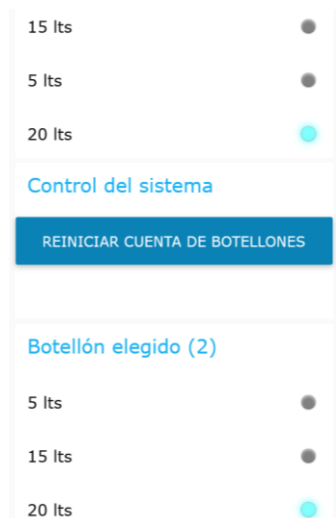 15 lts
5 lts
20 lts
Control del sistema
REINICIAR CUENTA DE BOTELLONES
Botellón elegido (2)
5 lts
15 lts
20 lts